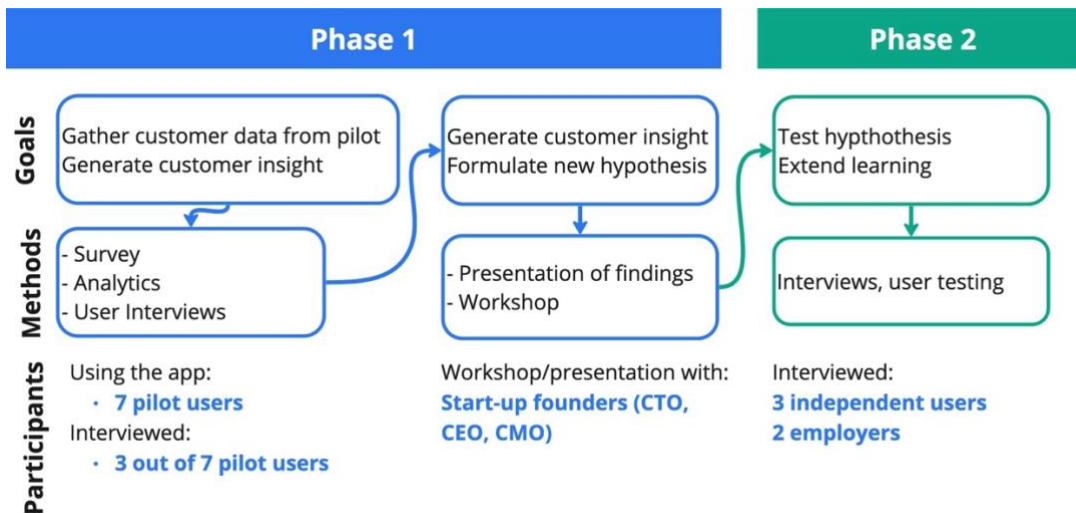 Phase 1
Phase 2
Goals
Gather customer data from pilot
Generate customer insight
Generate customer insight
Formulate new hypothesis
Test hypthothesis
Extend learning
Methods
- Survey
- Analytics
- User Interviews
- Presentation of findings
- Workshop
Interviews, user testing
Participants
Using the app:
· 7 pilot users
Interviewed:
· 3 out of 7 pilot users
Workshop/presentation with:
Start-up founders (CTO,
CEO, CMO)
Interviewed:
3 independent users
2 employers